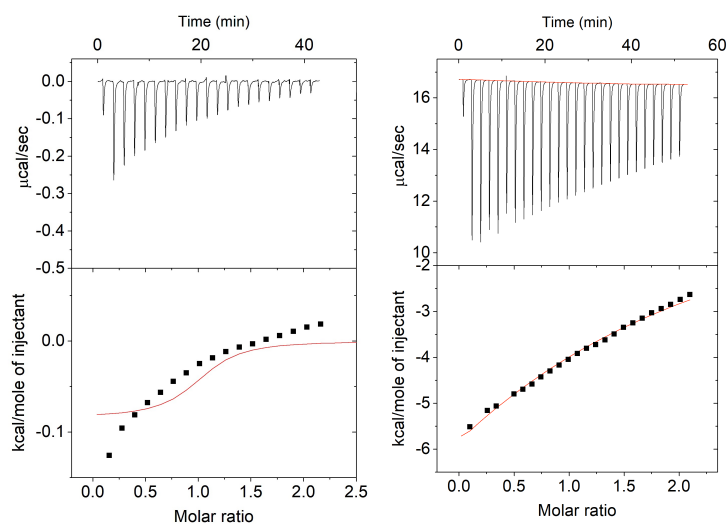 Time (min)
0 20 40
0.0
-0.1
-0.2
-0.3
-0.4
-0.5
µcal/sec
0.0
-0.1
kcal/mole of injectant
0.0 0.5 1.0 1.5 2.0 2.5
Molar ratio
Time (min)
0 10 20 30 40 50 60
16
14
12
10
µcal/sec
-2
-3
-4
-5
-6
kcal/mole of injectant
0.0 0.5 1.0 1.5 2.0
Molar ratio